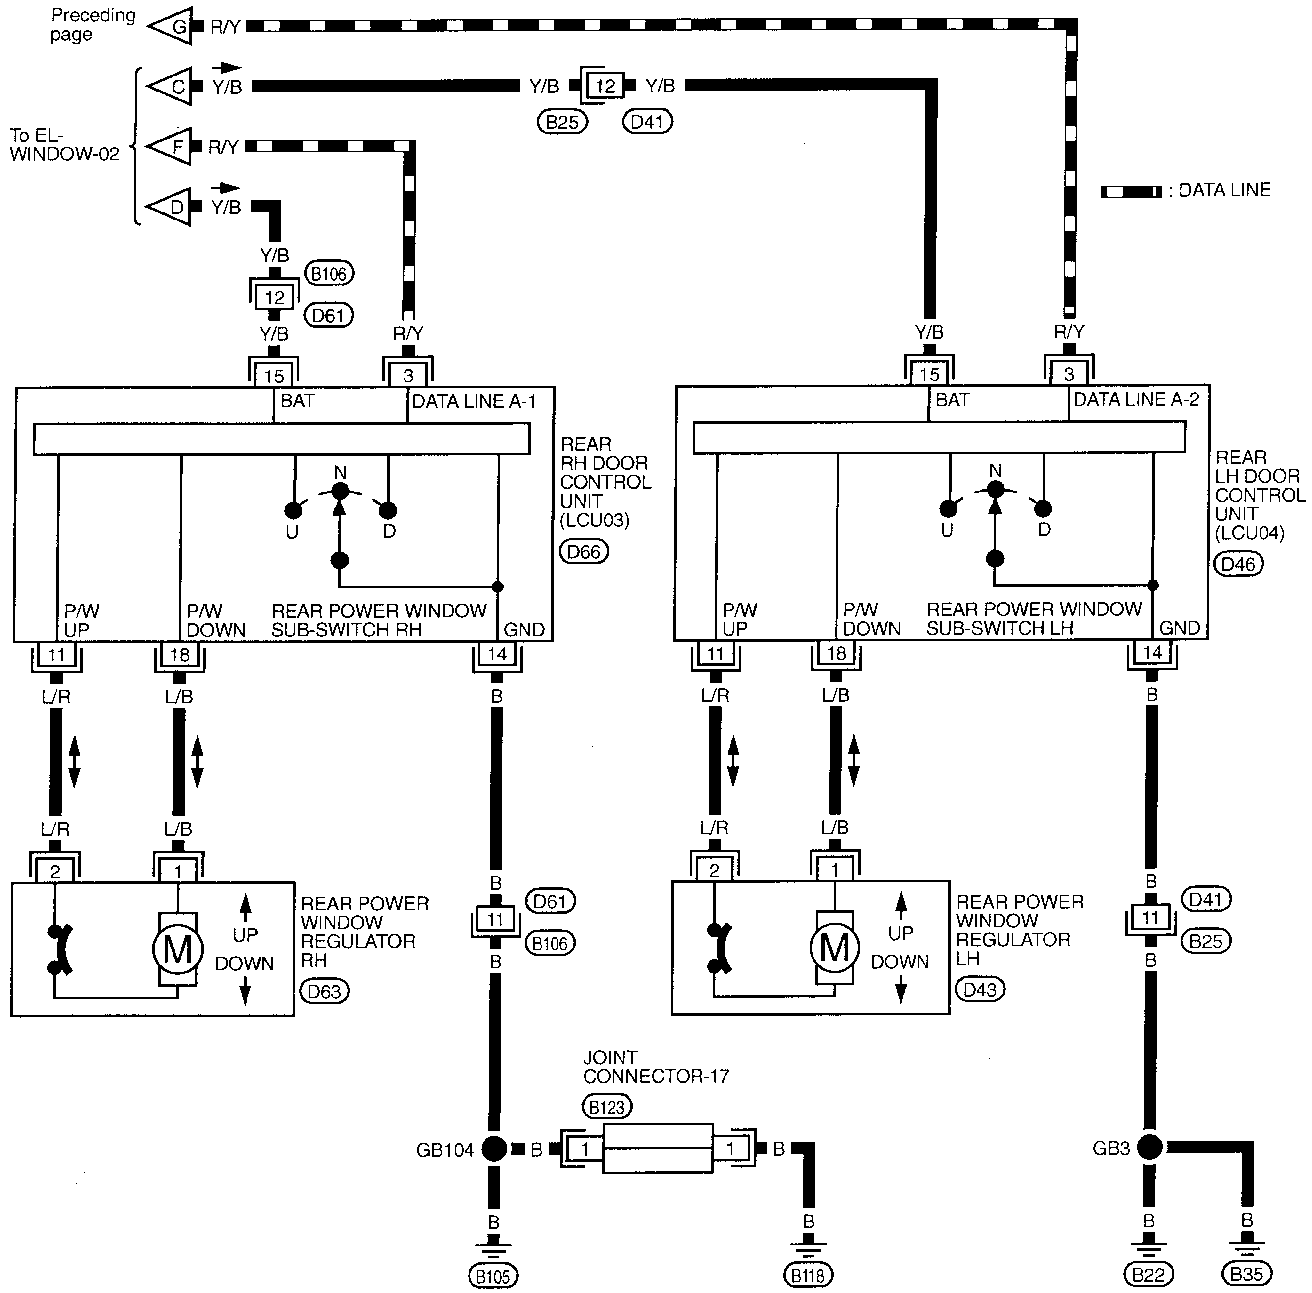 Preceding
page
G R/Y
C Y/B Y/B 12 Y/B
B25 D41
To EL-
WINDOW-02
F R/Y
D Y/B
: DATA LINE
Y/B
B106
12
D61
Y/B R/Y Y/B R/Y
15 3 15 3
BAT DATA LINE A-1 BAT DATA LINE A-2
REAR
RH DOOR
CONTROL
UNIT
(LCU03)
D66
REAR
LH DOOR
CONTROL
UNIT
(LCU04)
D46
N N
U D U D
P/W
UP
P/W
DOWN
REAR POWER WINDOW
SUB-SWITCH RH
GND
P/W
UP
P/W
DOWN
REAR POWER WINDOW
SUB-SWITCH LH
GND
11 18 14 11 18 14
L/R L/B B L/R L/B B
L/R L/B L/R L/B
2 1 2 1
B B
M
UP
DOWN
REAR POWER
WINDOW
REGULATOR
RH
D63
D61
11
B106
B
M
UP
DOWN
REAR POWER
WINDOW
REGULATOR
LH
D43
D41
11
B25
B
JOINT
CONNECTOR-17
B123
GB104 B 1 1 B GB3
B B B B
B105 B118 B22 B35